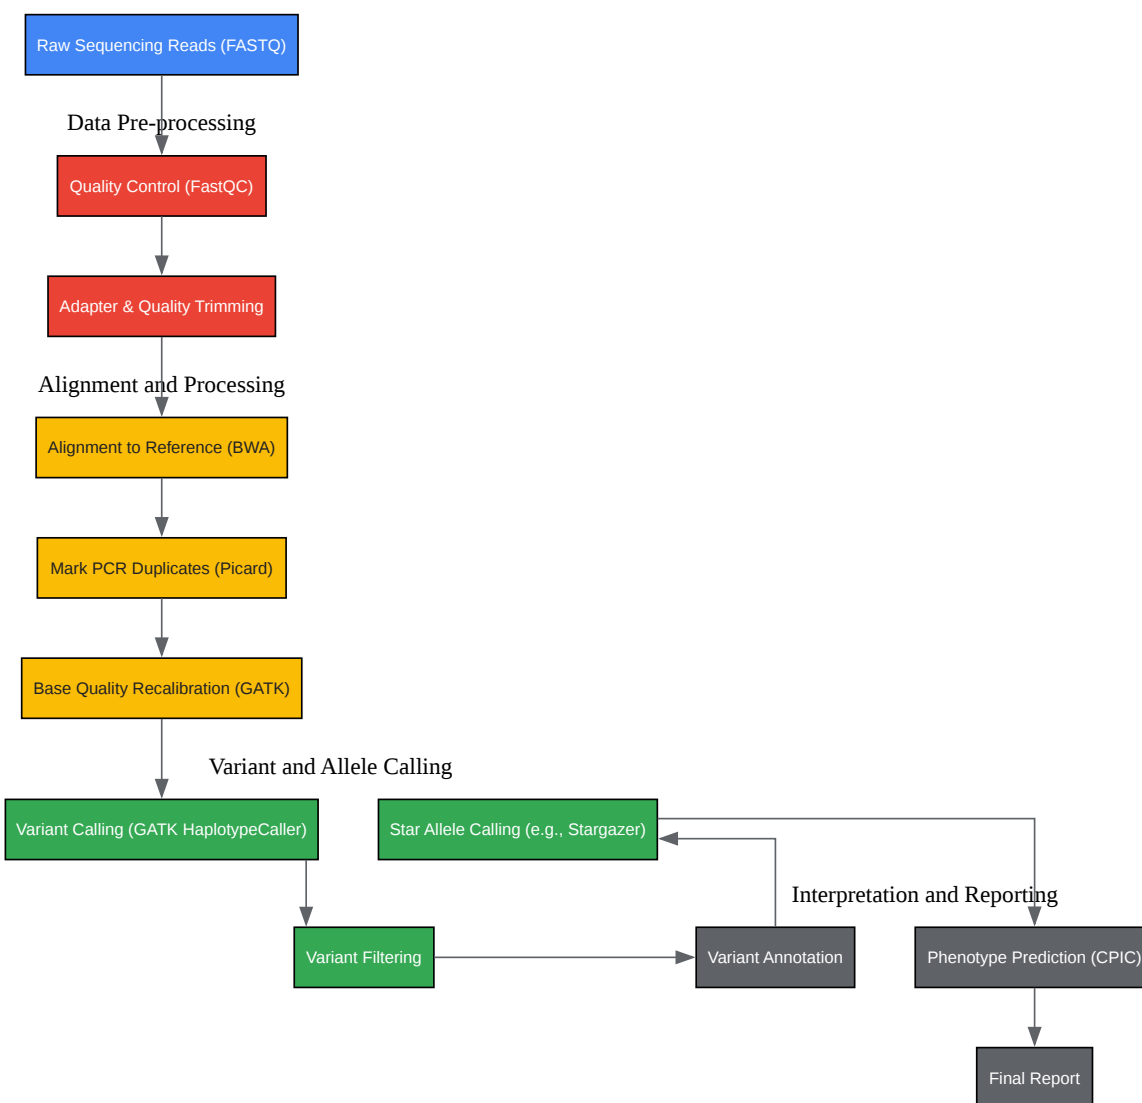 Raw Sequencing Reads (FASTQ)
Data Pre-processing
Quality Control (FastQC)
Adapter & Quality Trimming
Alignment and Processing
Alignment to Reference (BWA)
Mark PCR Duplicates (Picard)
Base Quality Recalibration (GATK)
Variant and Allele Calling
Variant Calling (GATK HaplotypeCaller)
Star Allele Calling (e.g., Stargazer)
Interpretation and Reporting
Variant Filtering
Variant Annotation
Phenotype Prediction (CPIC)
Final Report